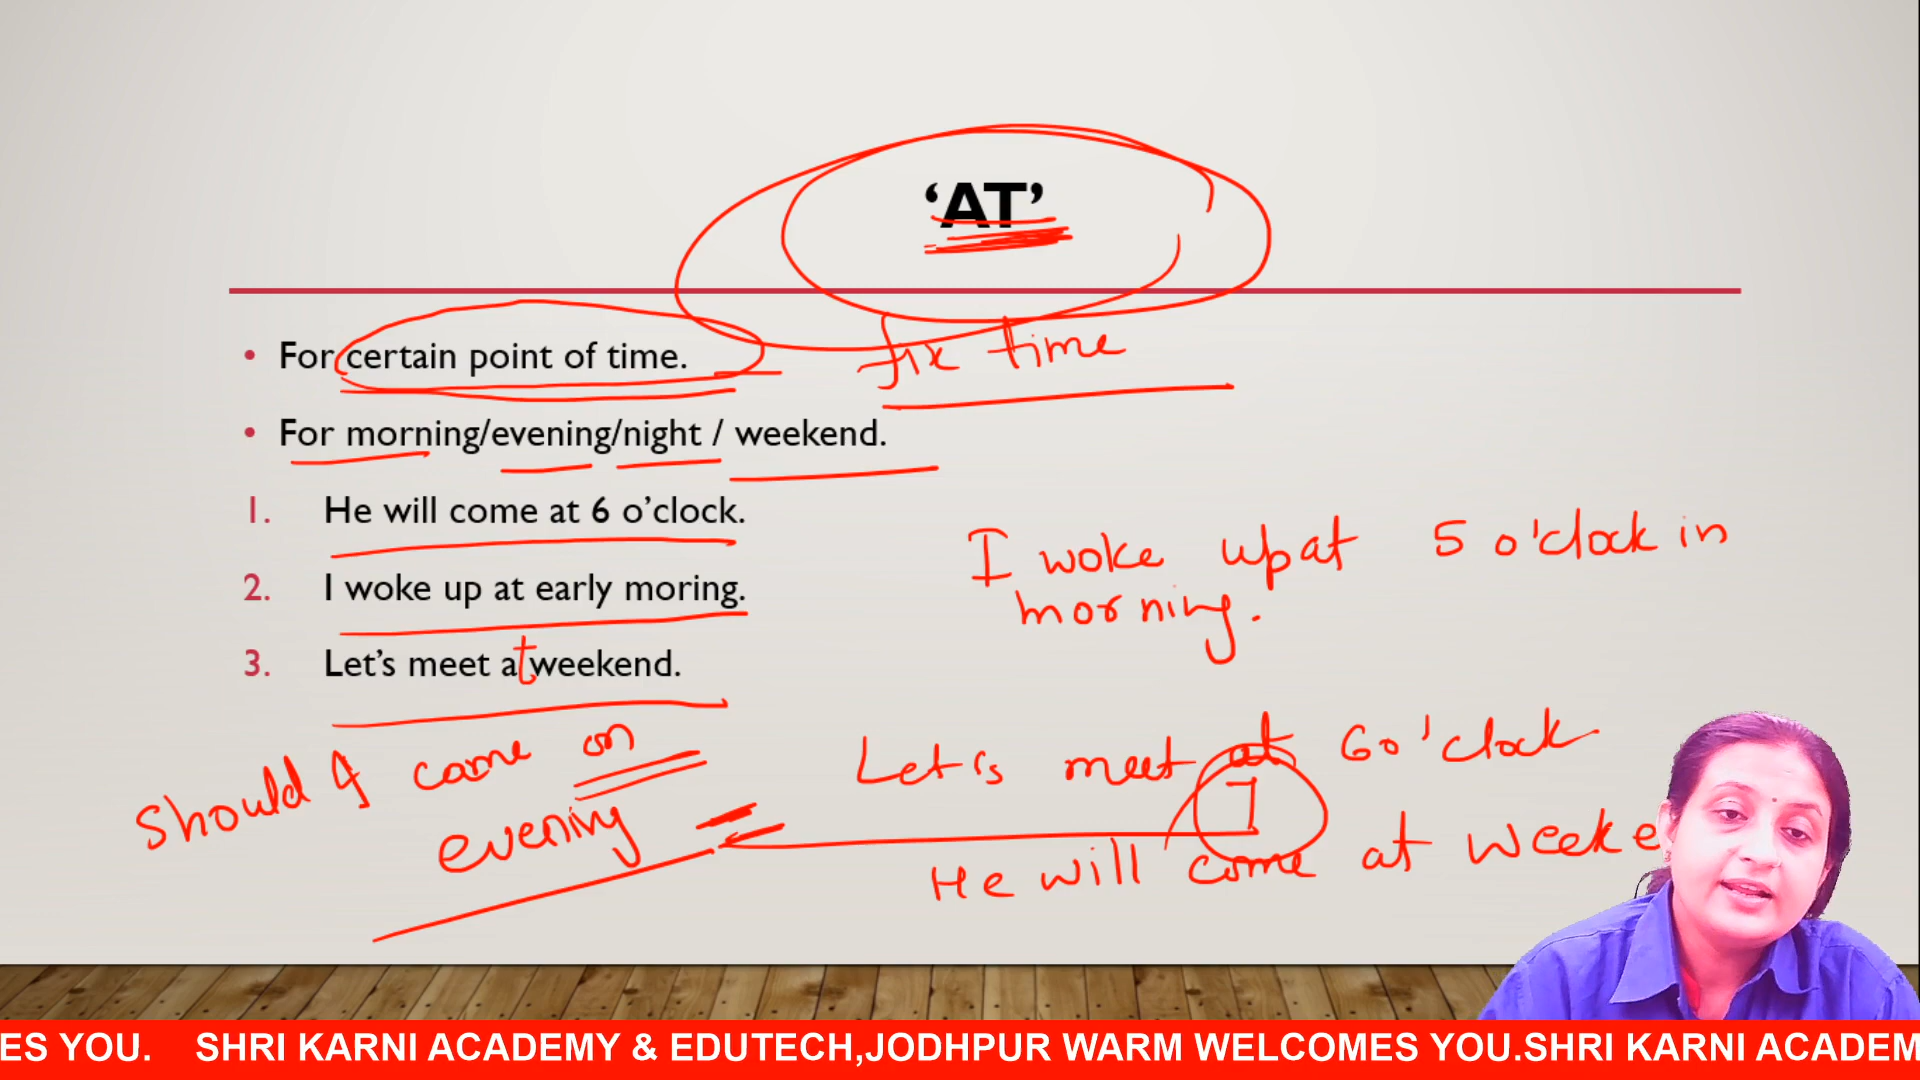 ‘AT’
• For certain point of time.
fix time
• For morning/evening/night / weekend.
1. He will come at 6 o’clock.
2. I woke up at early moring.
3. Let’s meet at weekend.
I woke up at 5 o'clock in
morning.
Should I come on
evening
Let's meet at 6 o'clock
7
He will come at weeke
ES YOU. SHRI KARNI ACADEMY & EDUTECH,JODHPUR WARM WELCOMES YOU.SHRI KARNI ACADEM